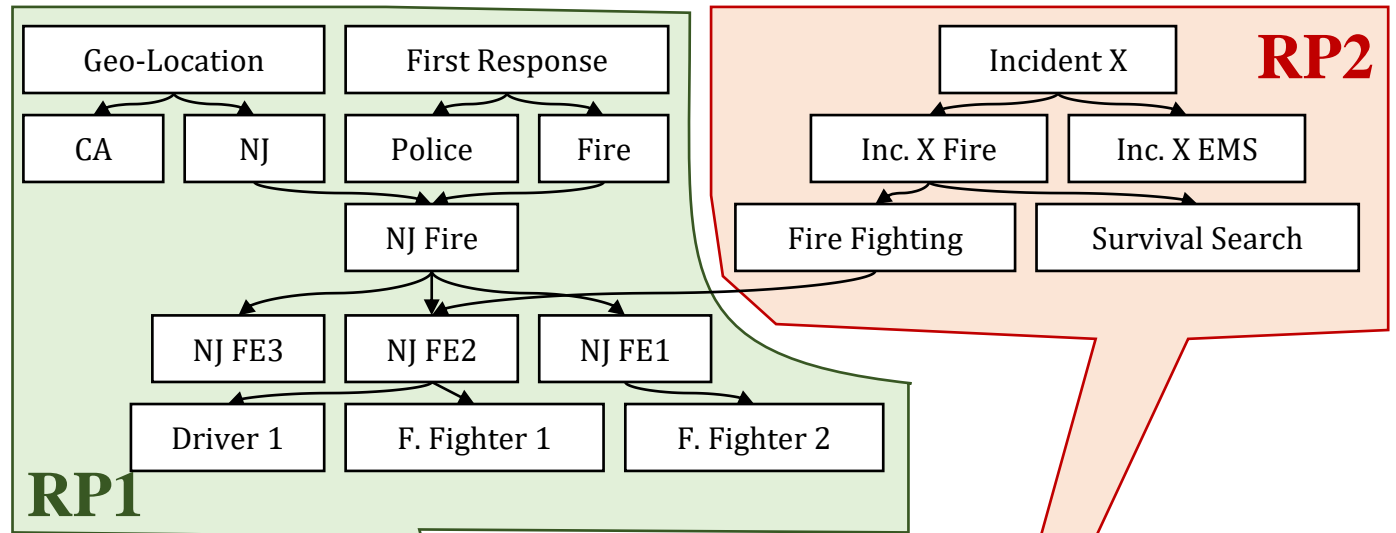 Geo-Location
First Response
Incident X
RP2
CA
NJ
Police
Fire
Inc. X Fire
Inc. X EMS
NJ Fire
Fire Fighting
Survival Search
NJ FE3
NJ FE2
NJ FE1
Driver 1
F. Fighter 1
F. Fighter 2
RP1